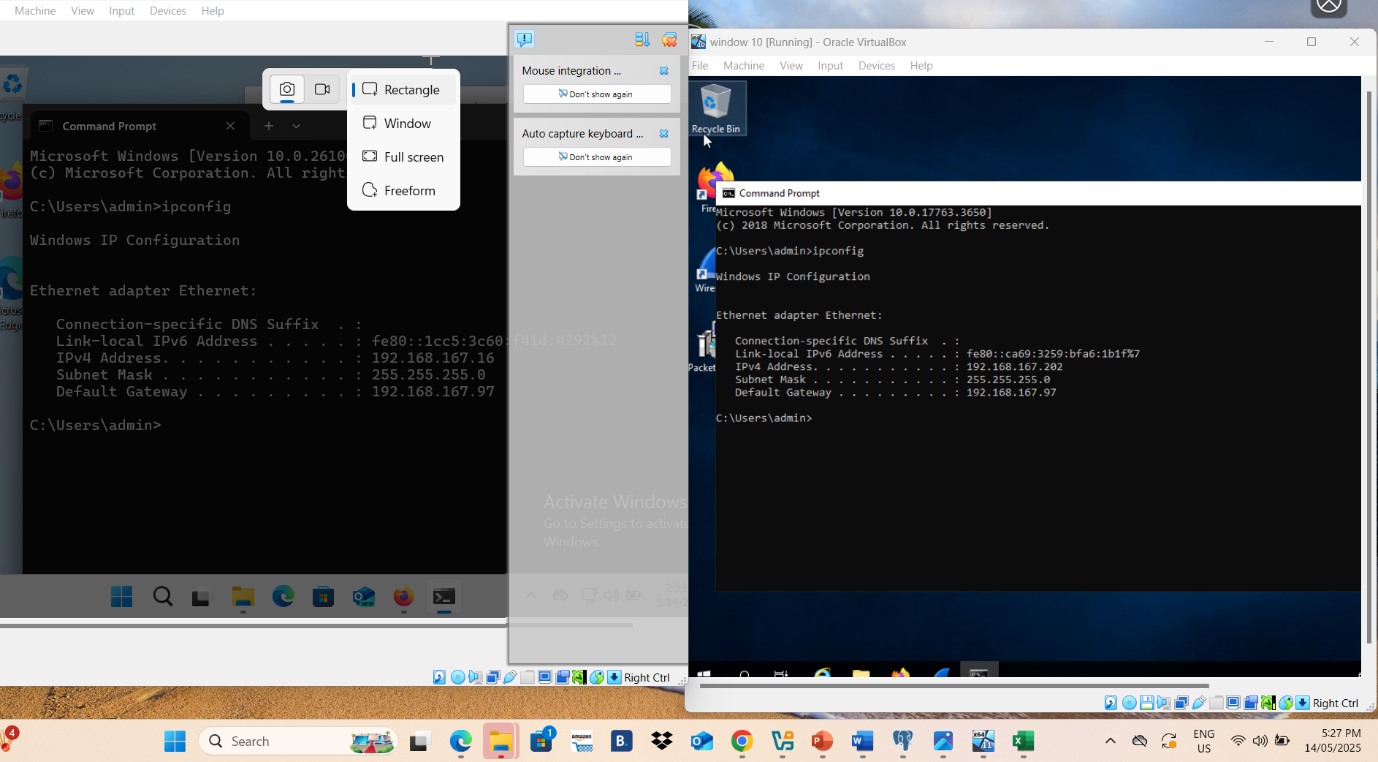 Machine View Input Devices Help
Rectangle
Window
Full screen
Freeform
Command Prompt
Microsoft Windows [Version 10.0.2610
(c) Microsoft Corporation. All right
C:\Users\admin>ipconfig
Windows IP Configuration
Ethernet adapter Ethernet:
Connection-specific DNS Suffix . :
Link-local IPv6 Address . . . . . : fe80::1cc5:3c60:f41d:4292%12
IPv4 Address. . . . . . . . . . . : 192.168.167.16
Subnet Mask . . . . . . . . . . . : 255.255.255.0
Default Gateway . . . . . . . . . : 192.168.167.97
C:\Users\admin>
Mouse integration ...
Don't show again
Auto capture keyboard ...
Don't show again
Activate Windows
Go to Settings to activate
Windows.
Right Ctrl
window 10 [Running] - Oracle VirtualBox
File Machine View Input Devices Help
Recycle Bin
Fire
Wire
Packet
Command Prompt
Microsoft Windows [Version 10.0.17763.3650]
(c) 2018 Microsoft Corporation. All rights reserved.
C:\Users\admin>ipconfig
Windows IP Configuration
Ethernet adapter Ethernet:
Connection-specific DNS Suffix . :
Link-local IPv6 Address . . . . . : fe80::ca69:3259:bfa6:1b1f%7
IPv4 Address. . . . . . . . . . . : 192.168.167.202
Subnet Mask . . . . . . . . . . . : 255.255.255.0
Default Gateway . . . . . . . . . : 192.168.167.97
C:\Users\admin>
Right Ctrl
4
Search
1
amazon
B.
ENG
US
5:27 PM
14/05/2025